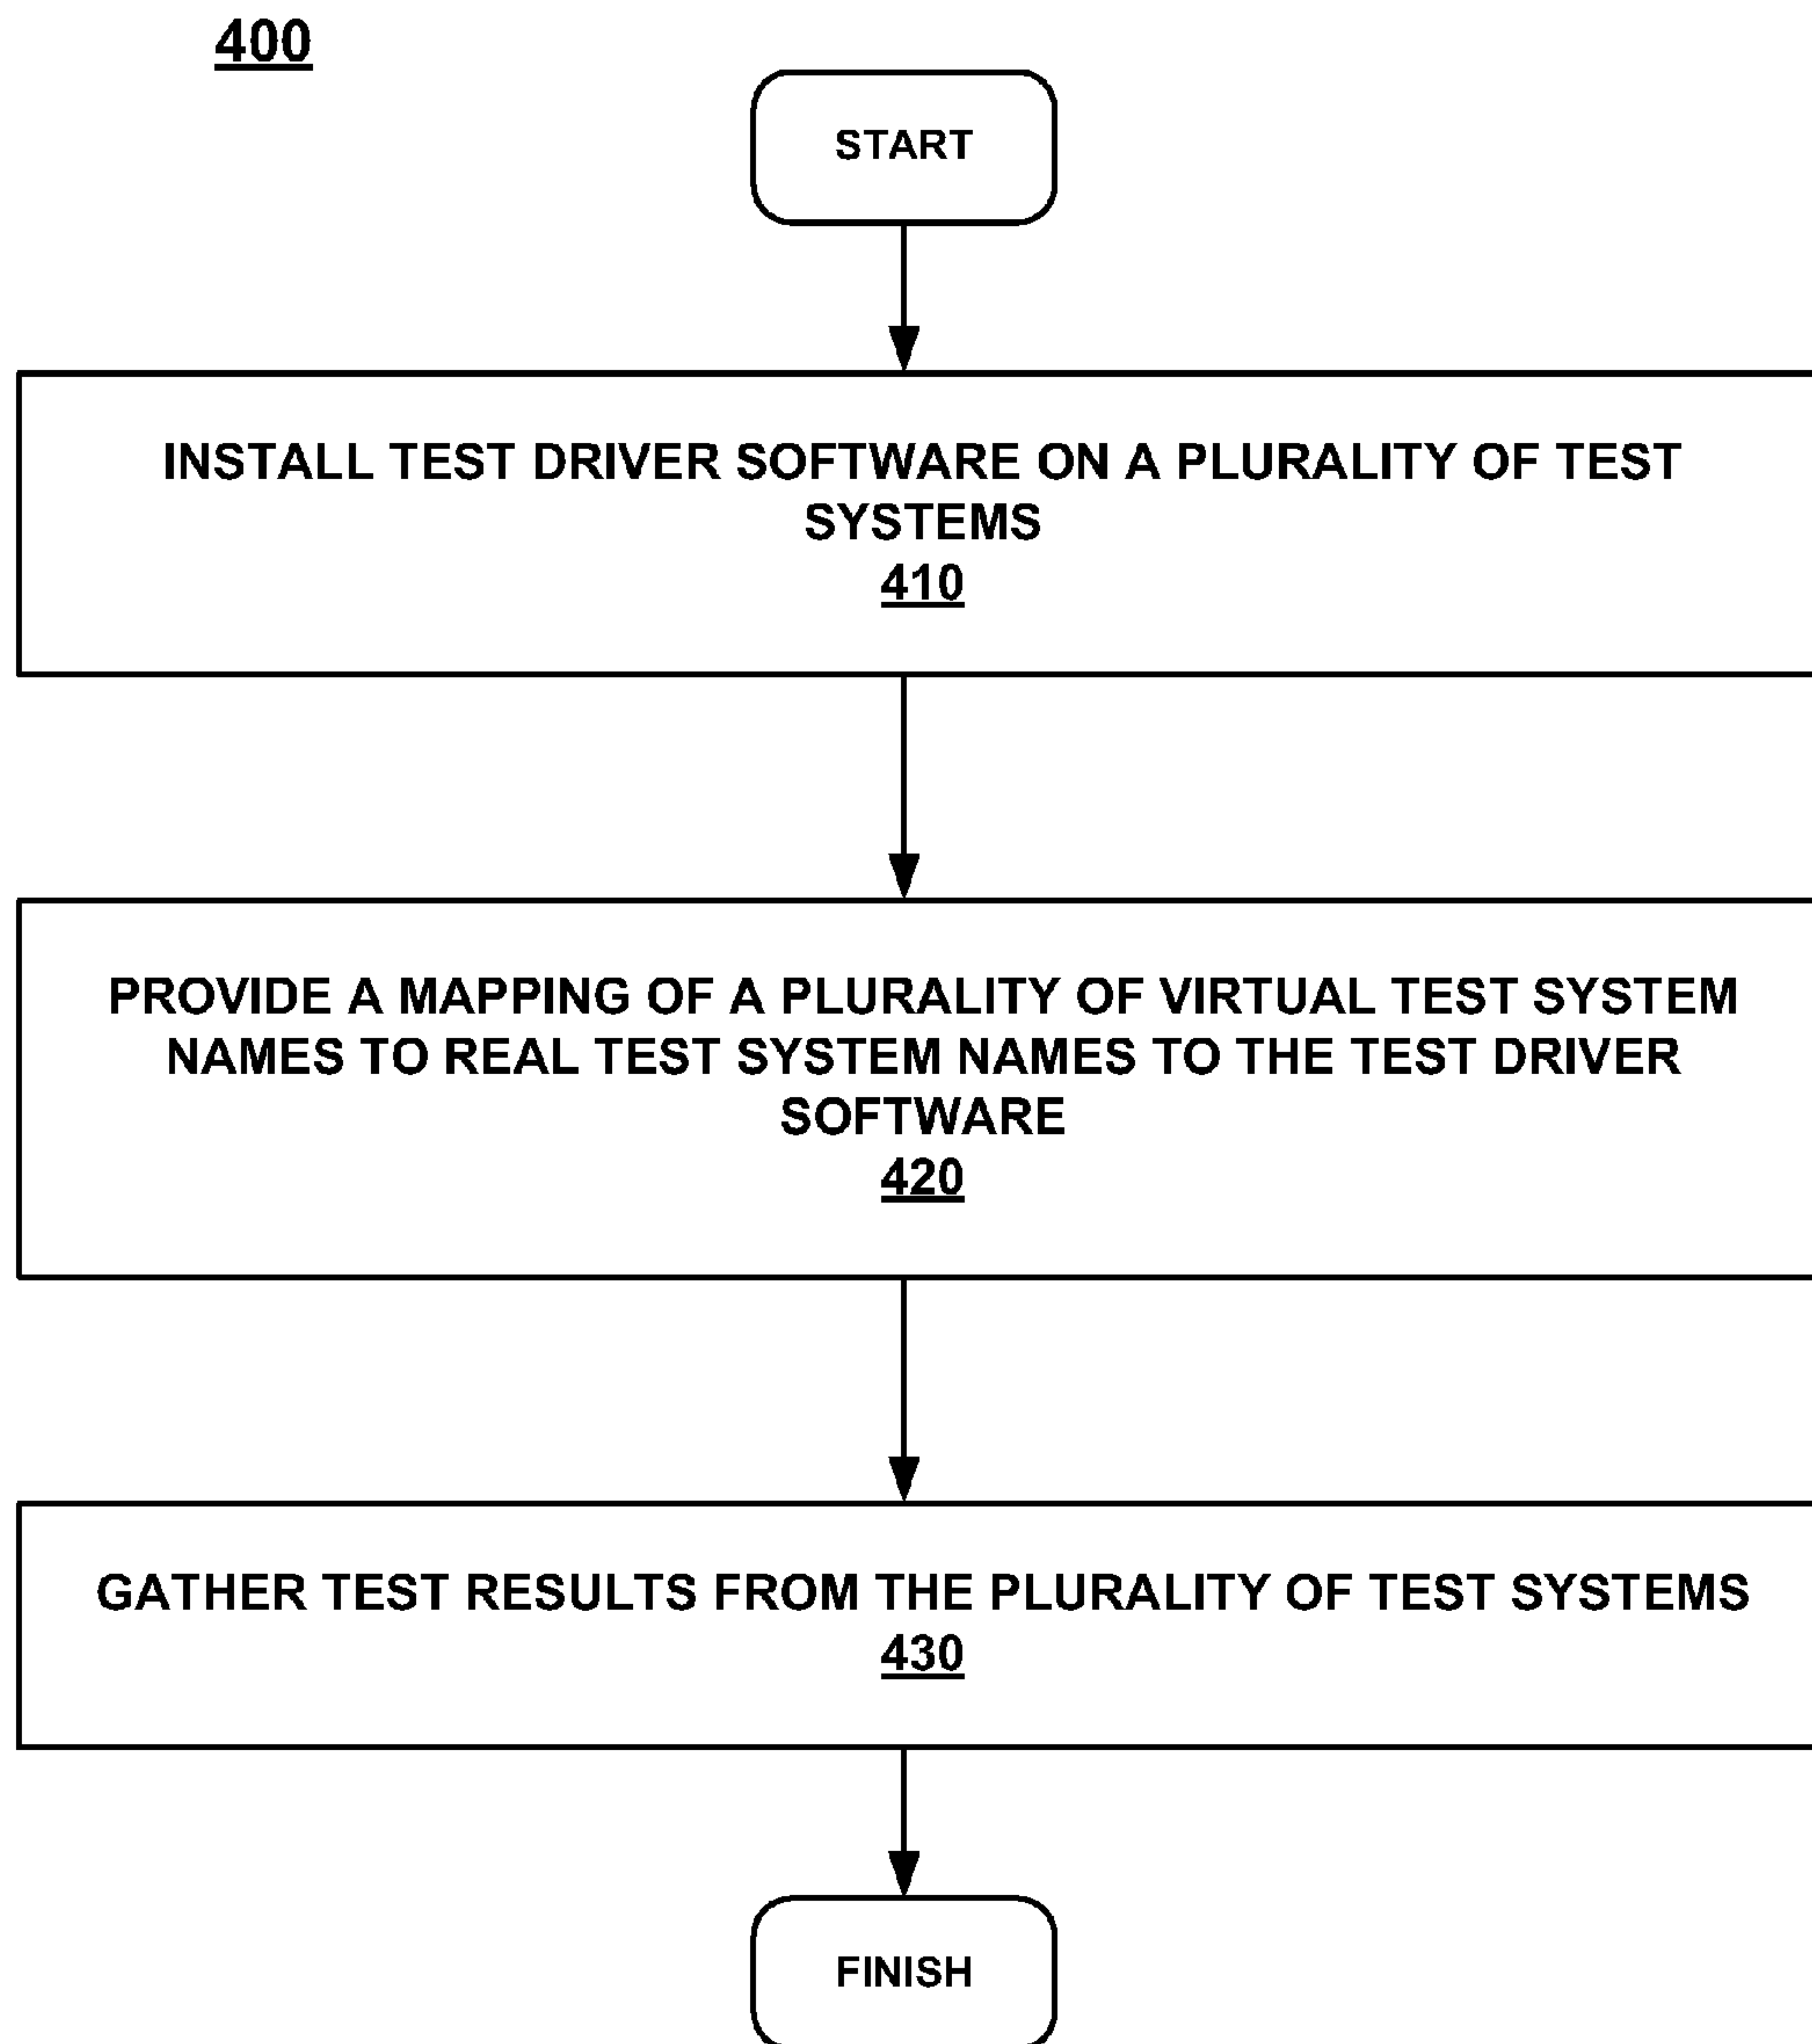 400
START
INSTALL TEST DRIVER SOFTWARE ON A PLURALITY OF TEST
SYSTEMS
410
PROVIDE A MAPPING OF A PLURALITY OF VIRTUAL TEST SYSTEM
NAMES TO REAL TEST SYSTEM NAMES TO THE TEST DRIVER
SOFTWARE
420
GATHER TEST RESULTS FROM THE PLURALITY OF TEST SYSTEMS
430
FINISH